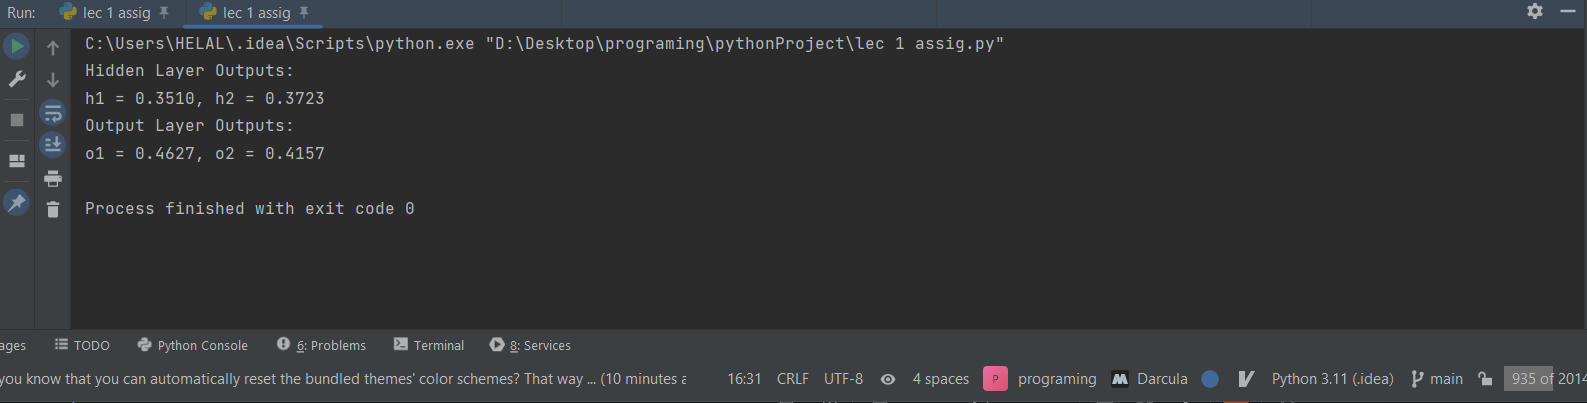 Run: lec 1 assig lec 1 assig
C:\Users\HELAL\.idea\Scripts\python.exe "D:\Desktop\programing\pythonProject\lec 1 assig.py"
Hidden Layer Outputs:
h1 = 0.3510, h2 = 0.3723
Output Layer Outputs:
o1 = 0.4627, o2 = 0.4157
Process finished with exit code 0
ages TODO Python Console 6: Problems Terminal 8: Services
you know that you can automatically reset the bundled themes' color schemes? That way ... (10 minutes a 16:31 CRLF UTF-8 4 spaces P programing Darcula Python 3.11 (.idea) main 935 of 2014